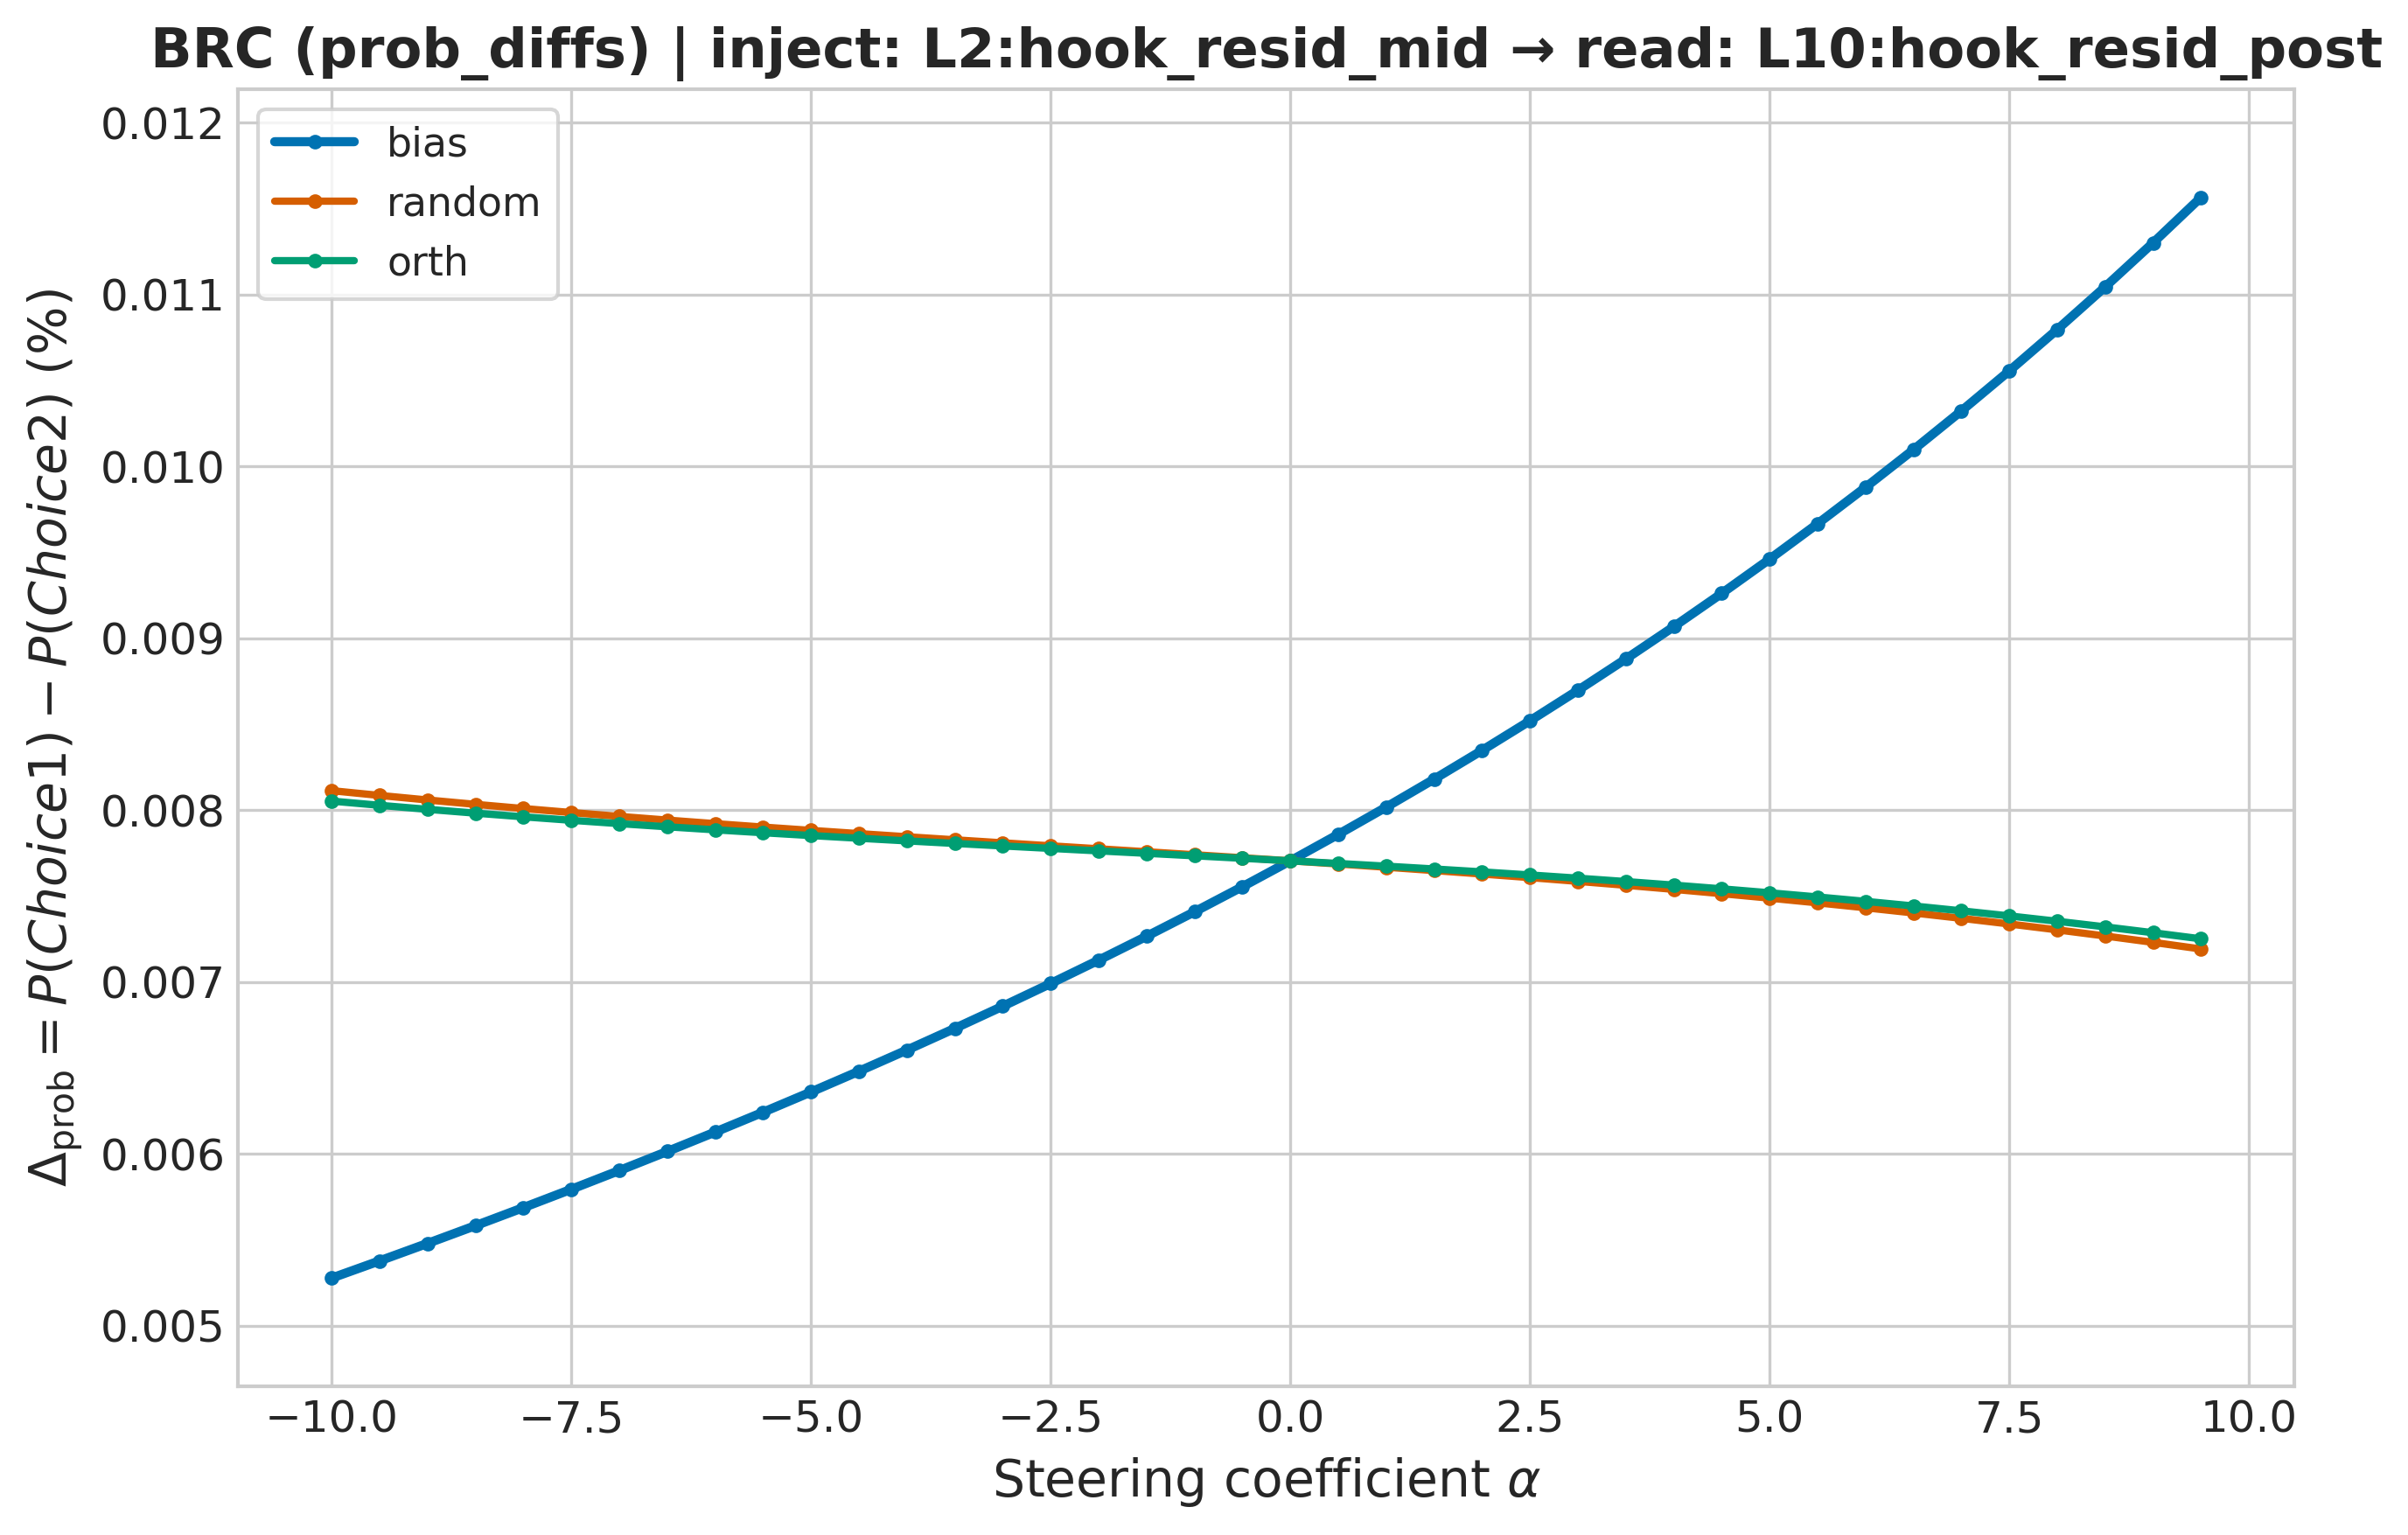 BRC (prob_diffs) | inject: L2:hook_resid_mid → read: L10:hook_resid_post
bias
random
orth
0.012
0.011
0.010
0.009
0.008
0.007
0.006
0.005
Δprob = P(Choice1) − P(Choice2) (%)
−10.0
−7.5
−5.0
−2.5
0.0
2.5
5.0
7.5
10.0
Steering coefficient α